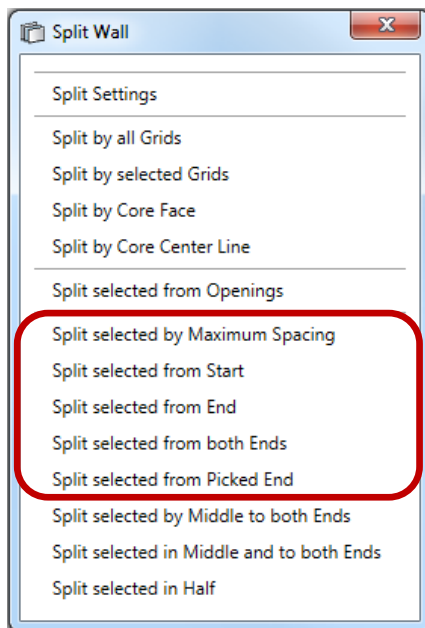 Split Wall
Split Settings
Split by all Grids
Split by selected Grids
Split by Core Face
Split by Core Center Line
Split selected from Openings
Split selected by Maximum Spacing
Split selected from Start
Split selected from End
Split selected from both Ends
Split selected from Picked End
Split selected by Middle to both Ends
Split selected in Middle and to both Ends
Split selected in Half